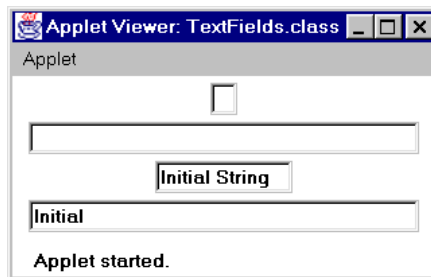 Applet Viewer: TextFields.class
Applet
Initial String
Initial
Applet started.